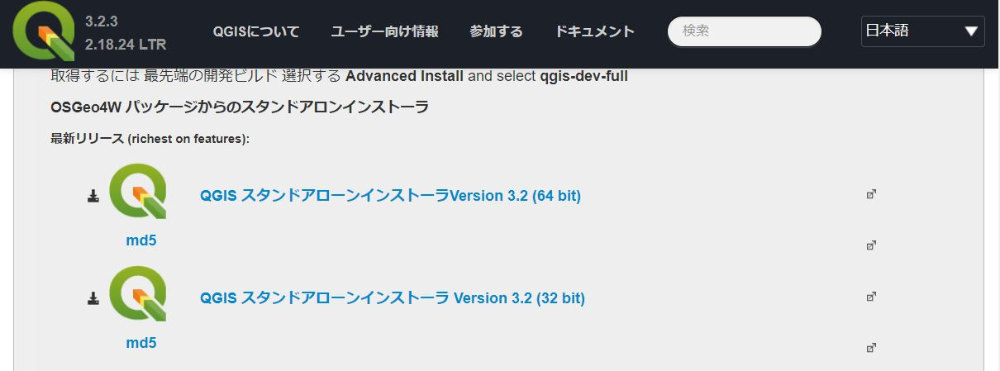 3.2.3
2.18.24 LTR
QGISについて ユーザー向け情報 参加する ドキュメント 検索 日本語
取得するには 最先端の開発ビルド 選択する Advanced Install and select qgis-dev-full
OSGeo4W パッケージからのスタンドアロンインストーラ
最新リリース (richest on features):
QGIS スタンドアローンインストーラVersion 3.2 (64 bit)
md5
QGIS スタンドアローンインストーラ Version 3.2 (32 bit)
md5